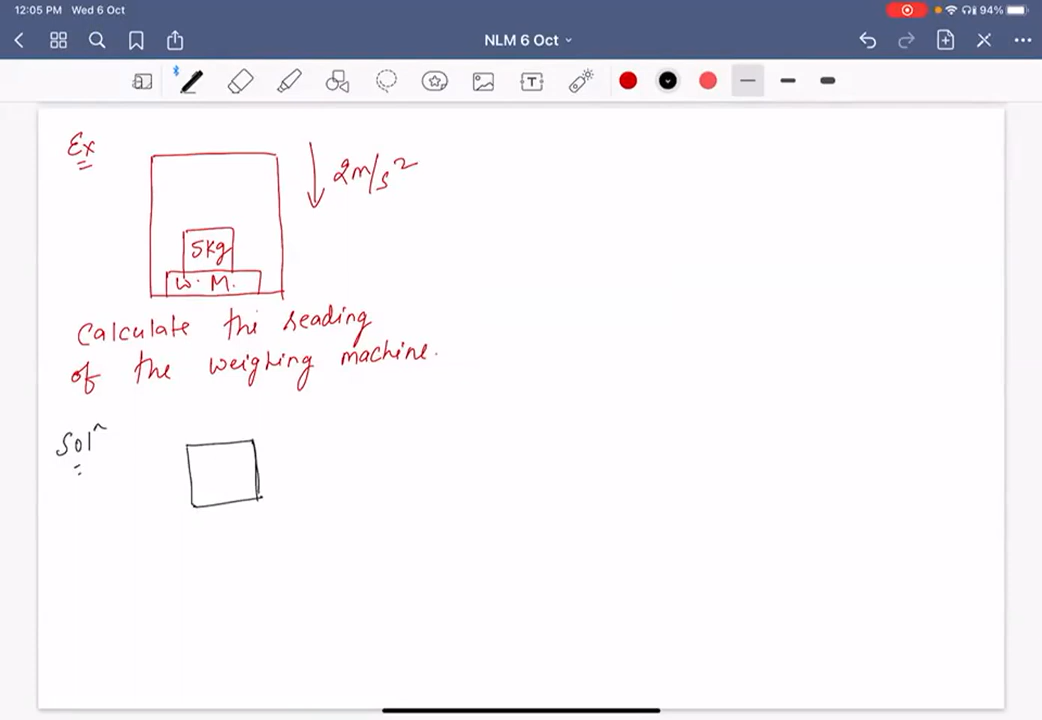 12:05 PM Wed 6 Oct
94%
NLM 6 Oct
T
Ex
2m/s²
5Kg
W. M.
Calculate the reading
of the weighing machine.
Solⁿ